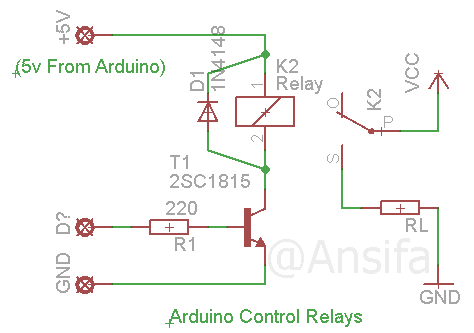 +5V
(5v From Arduino)
D1
1N4148
1
K2
Relay
2
VCC
O
K2
P
S
T1
2SC1815
D?
220
R1
RL
GND
@Ansifa
GND
Arduino Control Relays